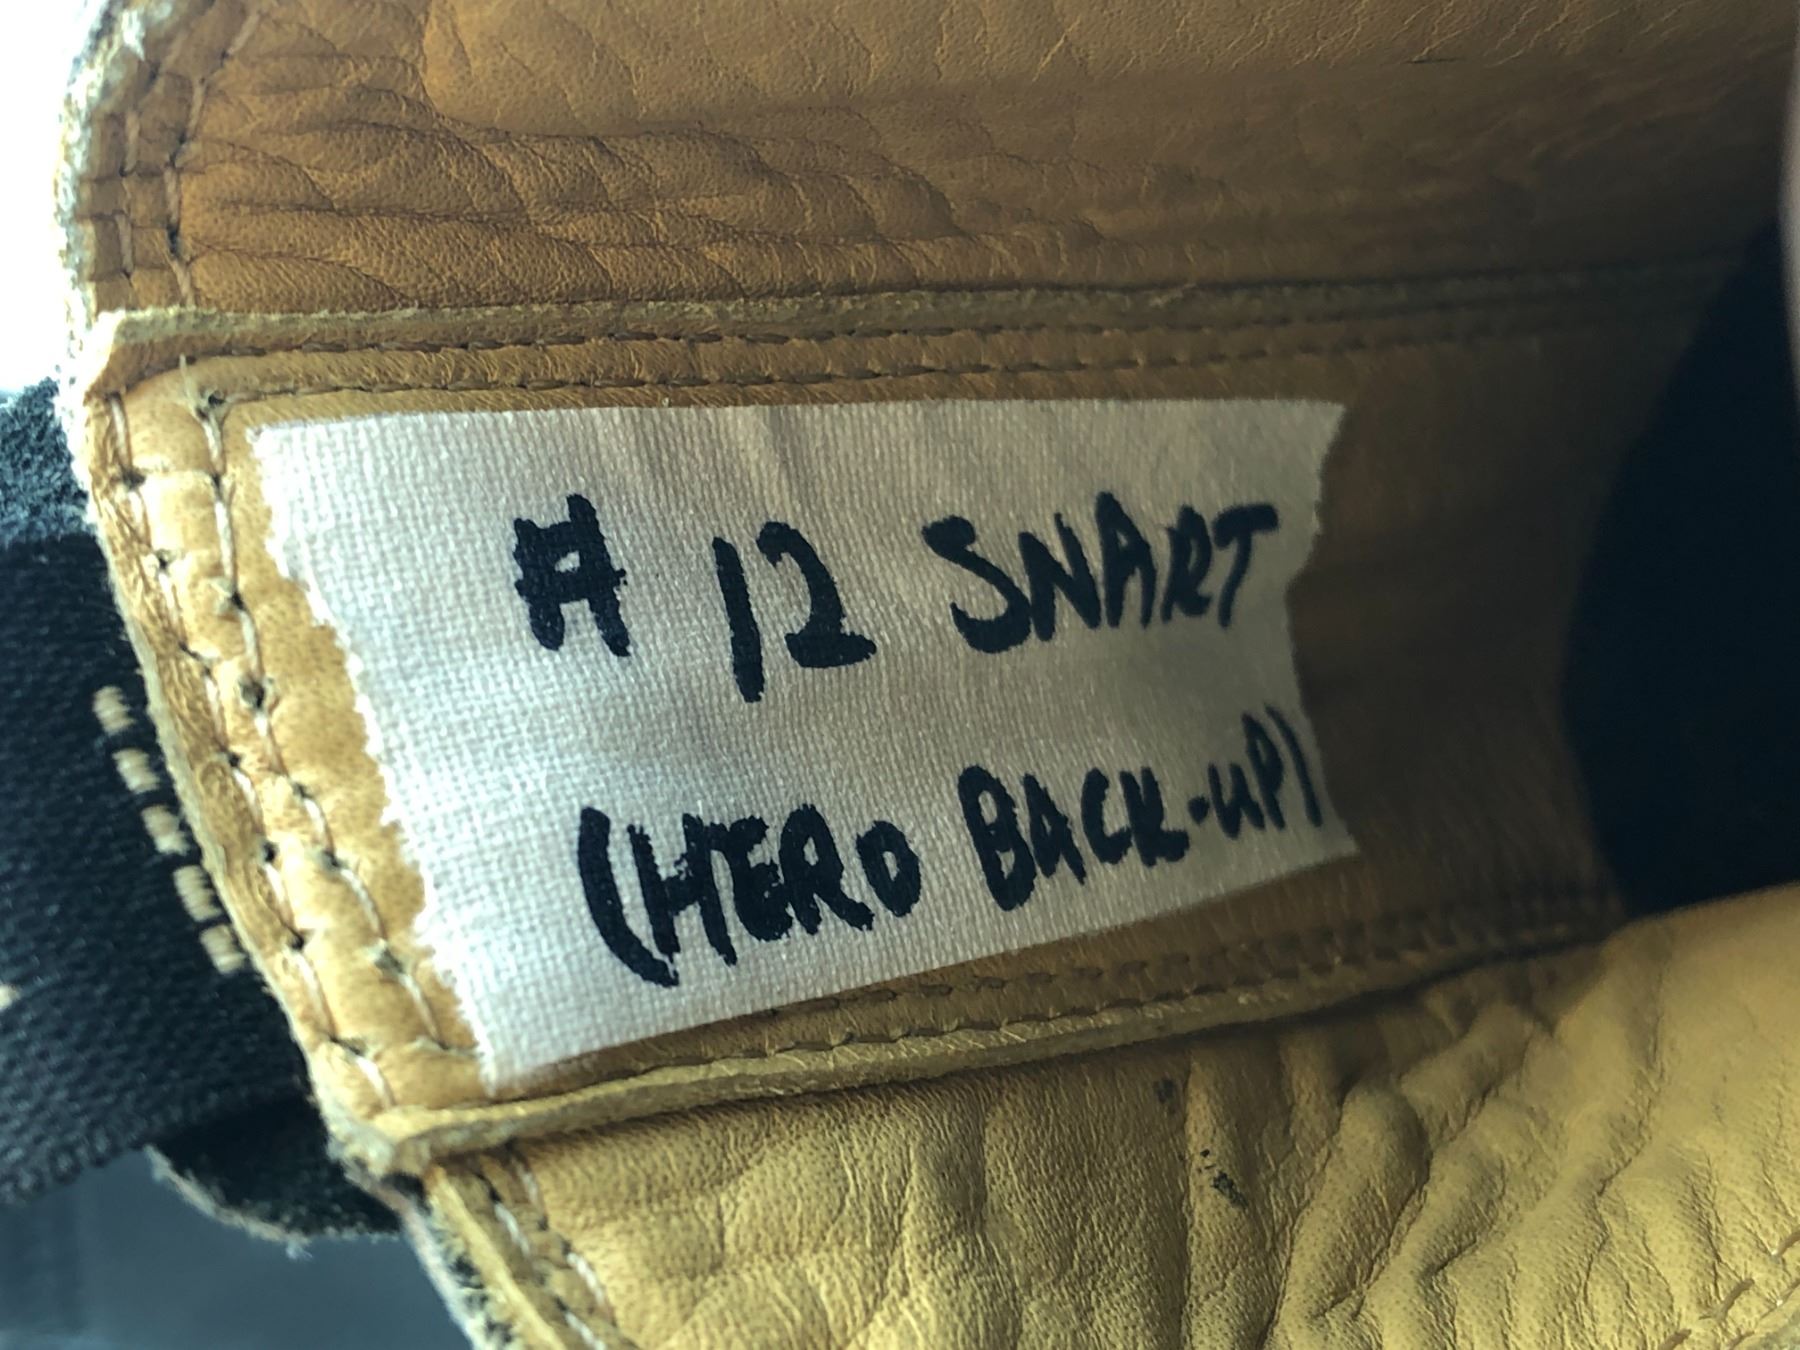 # 12 SNART
(HERO BACK-UP)